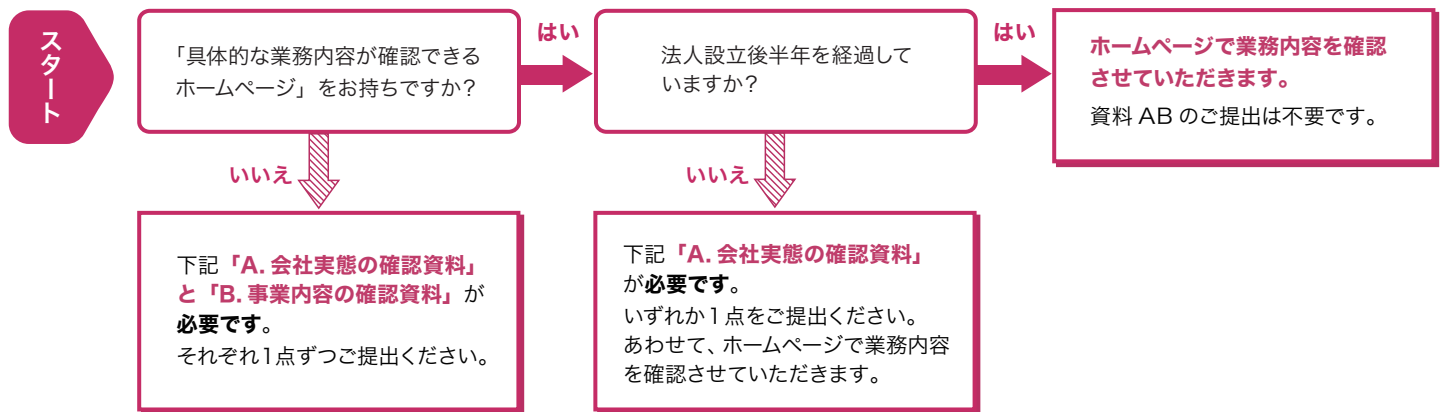 スタート
「具体的な業務内容が確認できる
ホームページ」をお持ちですか？
はい
いいえ
法人設立後半年を経過して
いますか？
はい
いいえ
ホームページで業務内容を確認
させていただきます。
資料 AB のご提出は不要です。
下記「A. 会社実態の確認資料」
と「B. 事業内容の確認資料」が
必要です。
それぞれ1点ずつご提出ください。
下記「A. 会社実態の確認資料」
が必要です。
いずれか1点をご提出ください。
あわせて、ホームページで業務内容
を確認させていただきます。